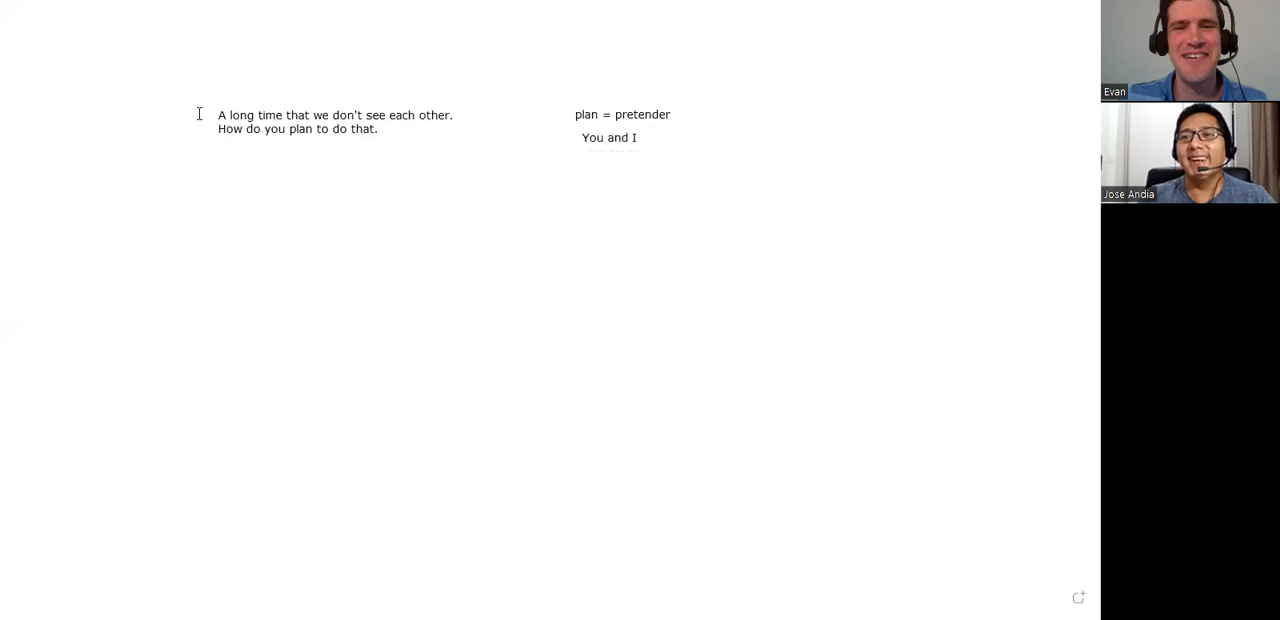 A long time that we don't see each other.
How do you plan to do that.
plan = pretender
You and I
Evan
Jose Andia